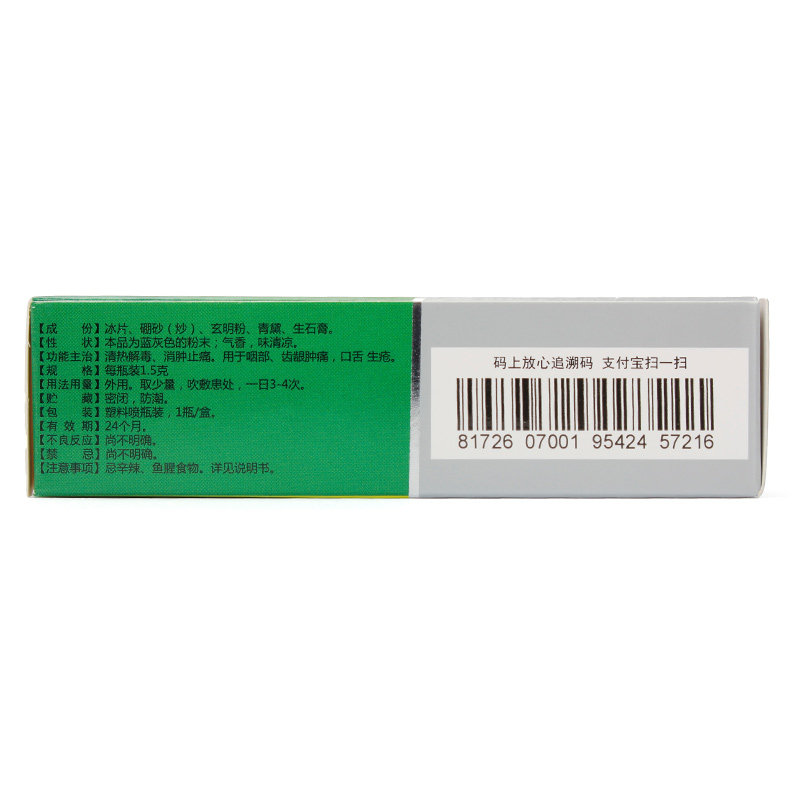 【成　　份】冰片、硼砂（炒）、玄明粉、青黛、生石膏。
【性　　状】本品为蓝灰色的粉末；气香，味清凉。
【功能主治】清热解毒、消肿止痛。用于咽部、齿龈肿痛，口舌 生疮。
【规　　格】每瓶装1.5克
【用法用量】外用。取少量，吹敷患处，一日3-4次。
【贮　　藏】密闭，防潮。
【包　　装】塑料喷瓶装，1瓶/盒。
【有 效 期】24个月。
【不良反应】尚不明确。
【禁　　忌】尚不明确。
【注意事项】忌辛辣、鱼腥食物。详见说明书。
码上放心追溯码 支付宝扫一扫
81726 07001 95424 57216